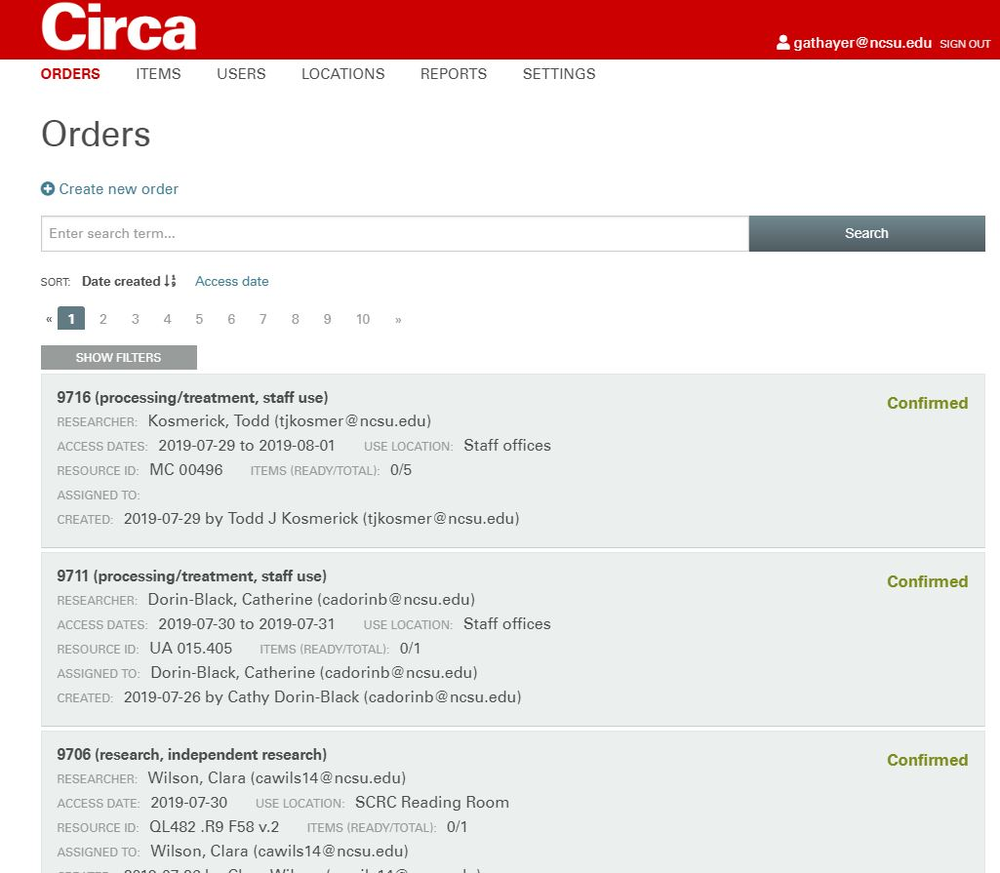 Circa
gathayer@ncsu.edu SIGN OUT
ORDERS ITEMS USERS LOCATIONS REPORTS SETTINGS
Orders
Create new order
Enter search term... Search
SORT: Date created Access date
« 1 2 3 4 5 6 7 8 9 10 »
SHOW FILTERS
9716 (processing/treatment, staff use) Confirmed
RESEARCHER: Kosmerick, Todd (tjkosmer@ncsu.edu)
ACCESS DATES: 2019-07-29 to 2019-08-01 USE LOCATION: Staff offices
RESOURCE ID: MC 00496 ITEMS (READY/TOTAL): 0/5
ASSIGNED TO:
CREATED: 2019-07-29 by Todd J Kosmerick (tjkosmer@ncsu.edu)
9711 (processing/treatment, staff use) Confirmed
RESEARCHER: Dorin-Black, Catherine (cadorinb@ncsu.edu)
ACCESS DATES: 2019-07-30 to 2019-07-31 USE LOCATION: Staff offices
RESOURCE ID: UA 015.405 ITEMS (READY/TOTAL): 0/1
ASSIGNED TO: Dorin-Black, Catherine (cadorinb@ncsu.edu)
CREATED: 2019-07-26 by Cathy Dorin-Black (cadorinb@ncsu.edu)
9706 (research, independent research) Confirmed
RESEARCHER: Wilson, Clara (cawils14@ncsu.edu)
ACCESS DATE: 2019-07-30 USE LOCATION: SCRC Reading Room
RESOURCE ID: QL482 .R9 F58 v.2 ITEMS (READY/TOTAL): 0/1
ASSIGNED TO: Wilson, Clara (cawils14@ncsu.edu)